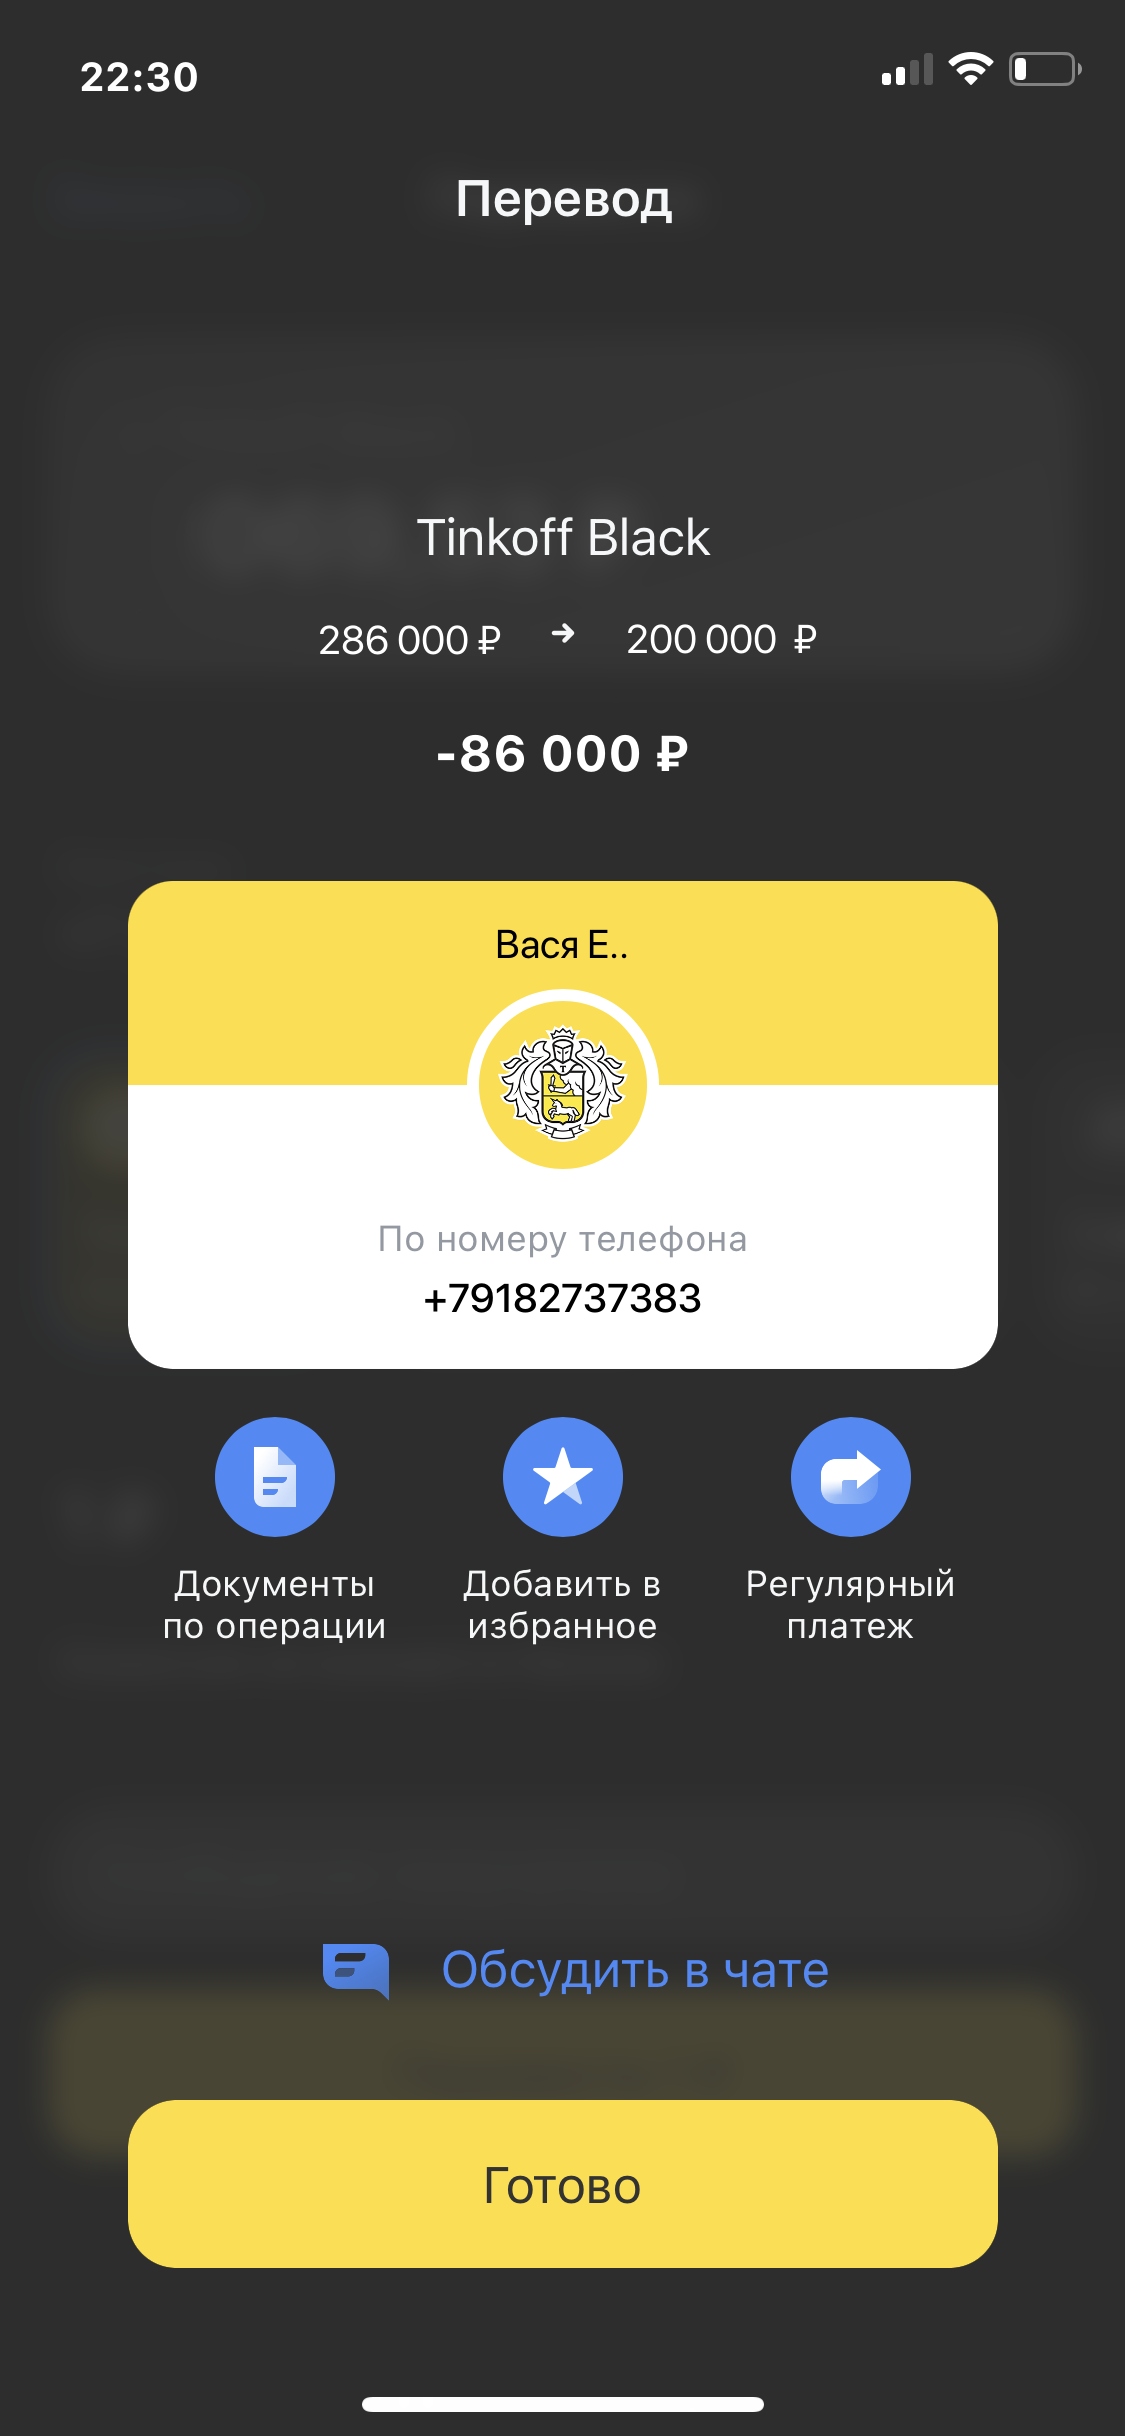 22:30
Перевод
Tinkoff Black
286 000 ₽ → 200 000 ₽
-86 000 ₽
Вася Е..
По номеру телефона
+79182737383
Документы
по операции
Добавить в
избранное
Регулярный
платеж
Обсудить в чате
Готово